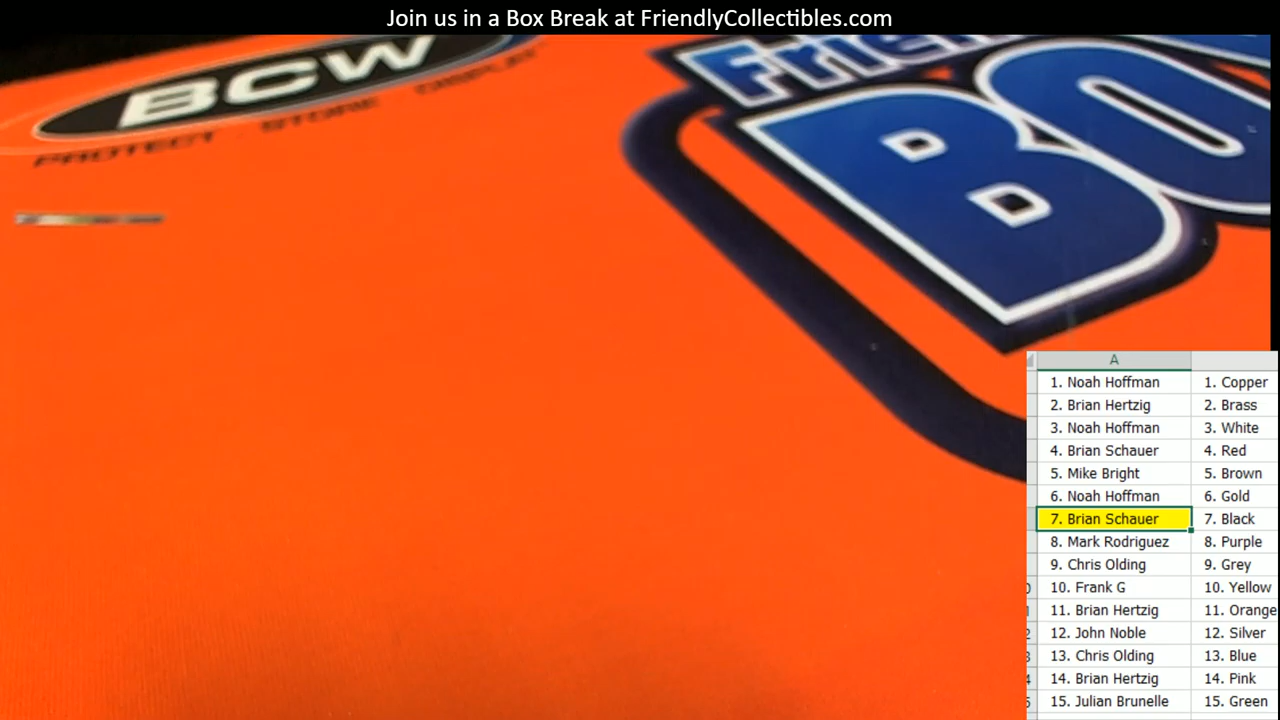 Join us in a Box Break at FriendlyCollectibles.com
BCW
PROTECT STORE DISPLAY
A
1. Noah Hoffman 1. Copper
2. Brian Hertzig 2. Brass
3. Noah Hoffman 3. White
4. Brian Schauer 4. Red
5. Mike Bright 5. Brown
6. Noah Hoffman 6. Gold
7. Brian Schauer 7. Black
8. Mark Rodriguez 8. Purple
9. Chris Olding 9. Grey
10. Frank G 10. Yellow
11. Brian Hertzig 11. Orange
12. John Noble 12. Silver
13. Chris Olding 13. Blue
14. Brian Hertzig 14. Pink
15. Julian Brunelle 15. Green